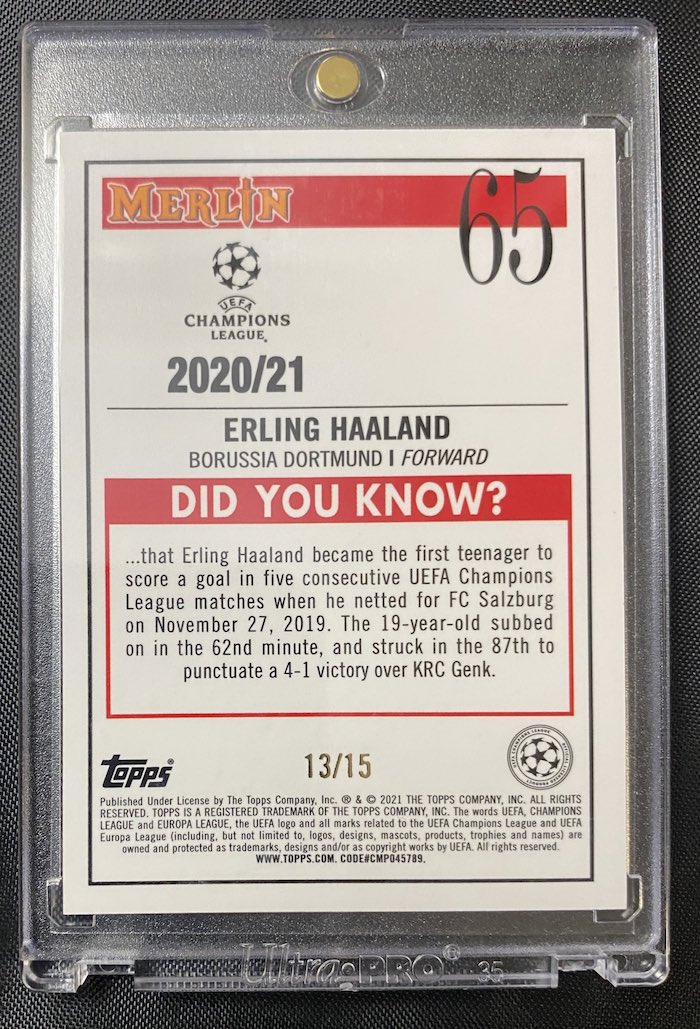 MERLIN
65
UEFA
CHAMPIONS
LEAGUE®
2020/21
ERLING HAALAND
BORUSSIA DORTMUND I FORWARD
DID YOU KNOW?
...that Erling Haaland became the first teenager to
score a goal in five consecutive UEFA Champions
League matches when he netted for FC Salzburg
on November 27, 2019. The 19-year-old subbed
on in the 62nd minute, and struck in the 87th to
punctuate a 4-1 victory over KRC Genk.
topps®
13/15
Published Under License by The Topps Company, Inc. ® & © 2021 THE TOPPS COMPANY, INC. ALL RIGHTS
RESERVED. TOPPS IS A REGISTERED TRADEMARK OF THE TOPPS COMPANY, INC. The words UEFA, CHAMPIONS
LEAGUE and EUROPA LEAGUE, the UEFA logo and all marks related to the UEFA Champions League and UEFA
Europa League (including, but not limited to, logos, designs, mascots, products, trophies and names) are
owned and protected as trademarks, designs and/or as copyright works by UEFA. All rights reserved.
WWW.TOPPS.COM. CODE#CMP045789.
Ultra·PRO® 35